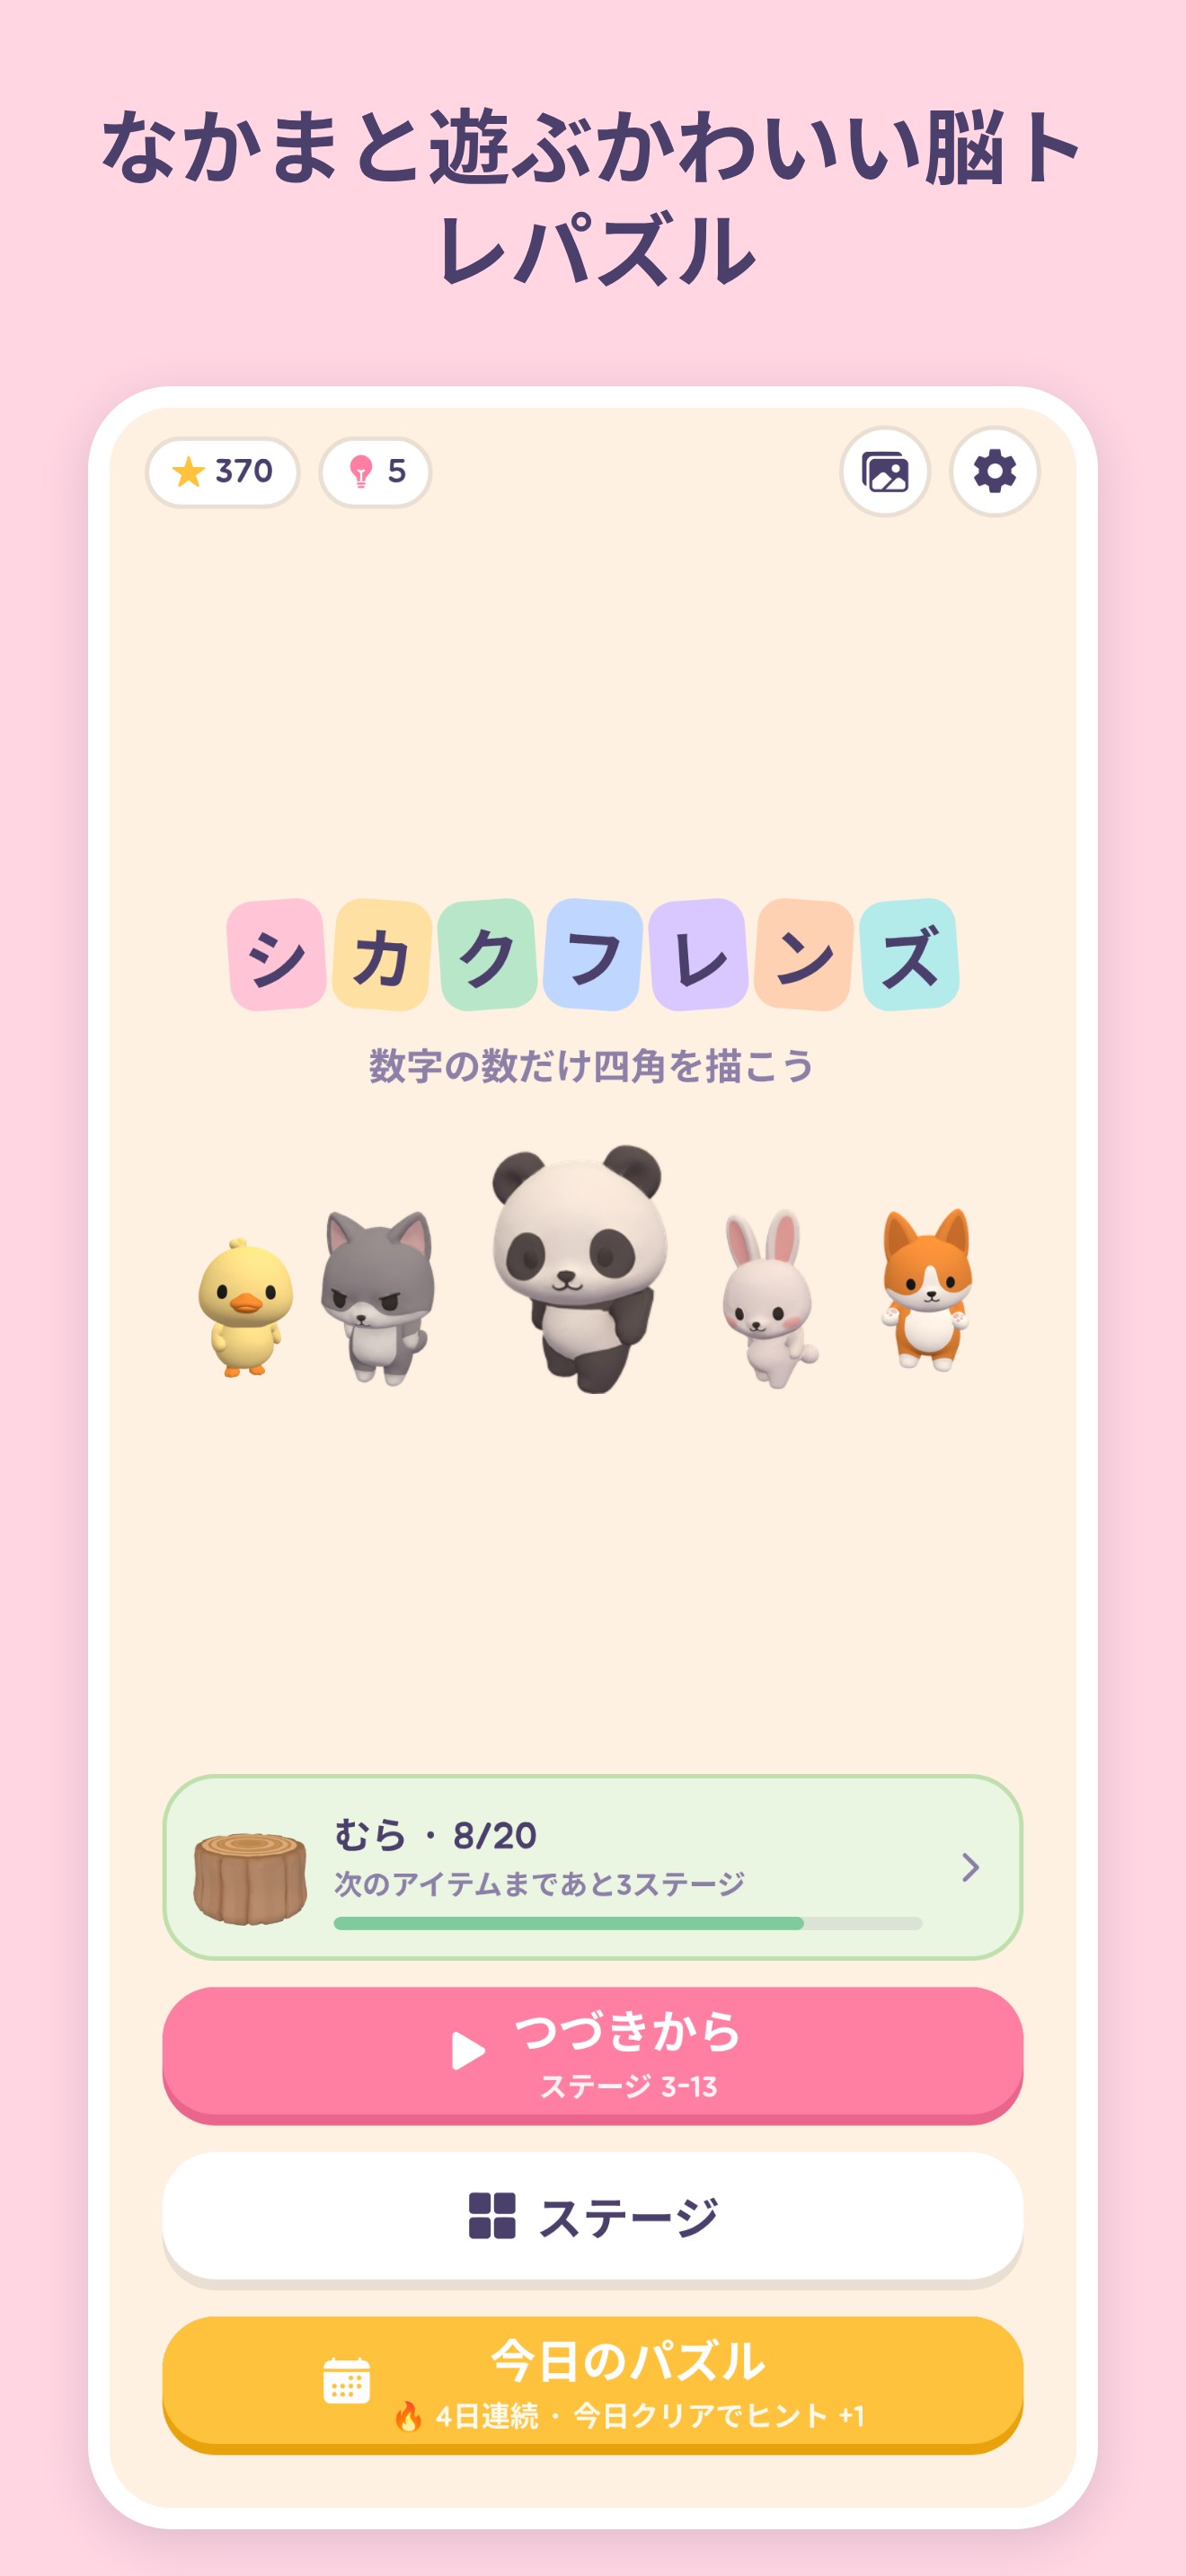 なかまと遊ぶかわいい脳ト
レパズル
370
5
シカクフレンズ
数字の数だけ四角を描こう
むら · 8/20
次のアイテムまであと3ステージ
つづきから
ステージ 3-13
ステージ
今日のパズル
🔥 4日連続 · 今日クリアでヒント +1